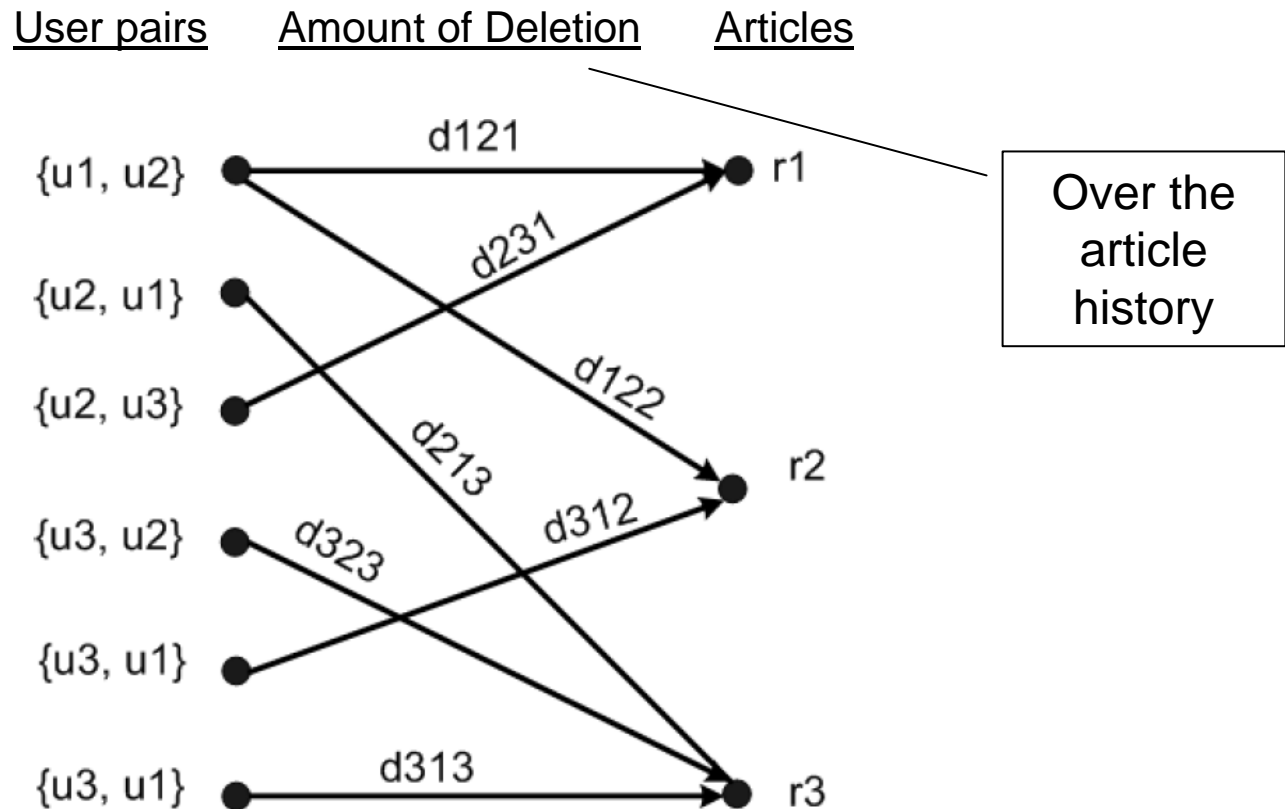 User pairs Amount of Deletion Articles
{u1, u2} d121 r1
Over the
article
history
d231
{u2, u1}
d122
{u2, u3}
d213
r2
d312
{u3, u2} d323
{u3, u1}
d313
{u3, u1} r3